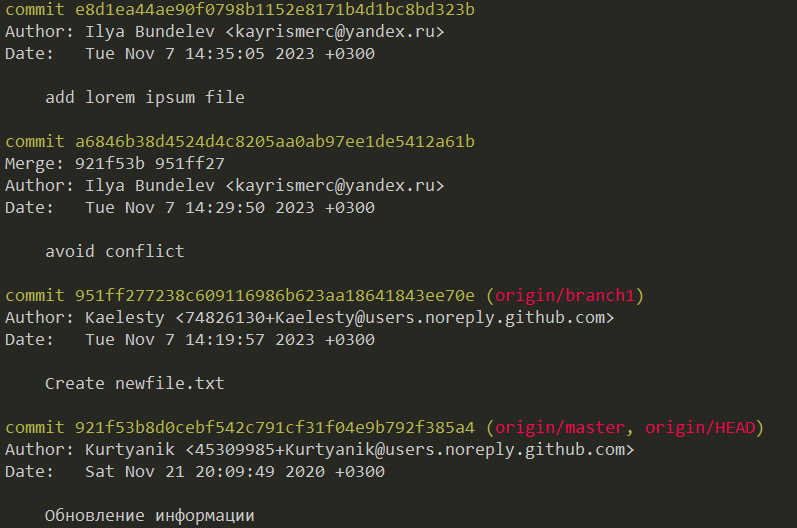 commit e8d1ea44ae90f0798b1152e8171b4d1bc8bd323b
Author: Ilya Bundelev <kayrismerc@yandex.ru>
Date:   Tue Nov 7 14:35:05 2023 +0300
    add lorem ipsum file
commit a6846b38d4524d4c8205aa0ab97ee1de5412a61b
Merge: 921f53b 951ff27
Author: Ilya Bundelev <kayrismerc@yandex.ru>
Date:   Tue Nov 7 14:29:50 2023 +0300
    avoid conflict
commit 951ff277238c609116986b623aa18641843ee70e (origin/branch1)
Author: Kaelesty <74826130+Kaelesty@users.noreply.github.com>
Date:   Tue Nov 7 14:19:57 2023 +0300
    Create newfile.txt
commit 921f53b8d0cebf542c791cf31f04e9b792f385a4 (origin/master, origin/HEAD)
Author: Kurtyanik <45309985+Kurtyanik@users.noreply.github.com>
Date:   Sat Nov 21 20:09:49 2020 +0300
    Обновление информации